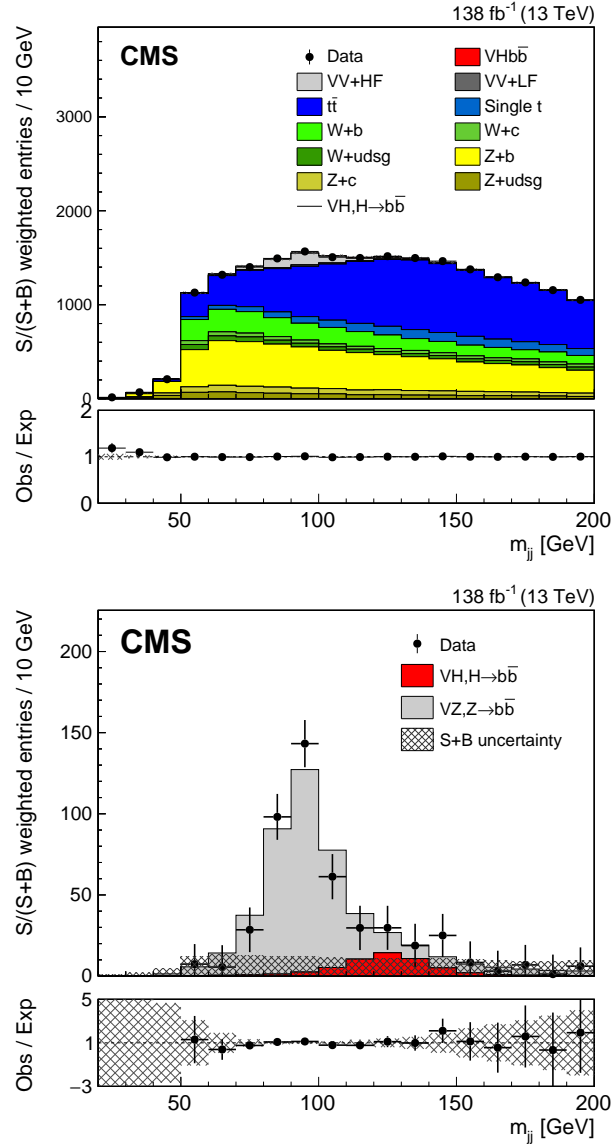 138 fb⁻¹ (13 TeV)
CMS
Data
VHbb̅
VV+HF
VV+LF
tt̅
Single t
W+b
W+c
W+udsg
Z+b
Z+c
Z+udsg
VH,H→bb̅
S/(S+B) weighted entries / 10 GeV
3000
2000
1000
0
Obs / Exp
2
1
0
50 100 150 200
m_jj [GeV]
138 fb⁻¹ (13 TeV)
CMS
Data
VH,H→bb̅
VZ,Z→bb̅
S+B uncertainty
S/(S+B) weighted entries / 10 GeV
200
150
100
50
0
Obs / Exp
5
1
−3
50 100 150 200
m_jj [GeV]